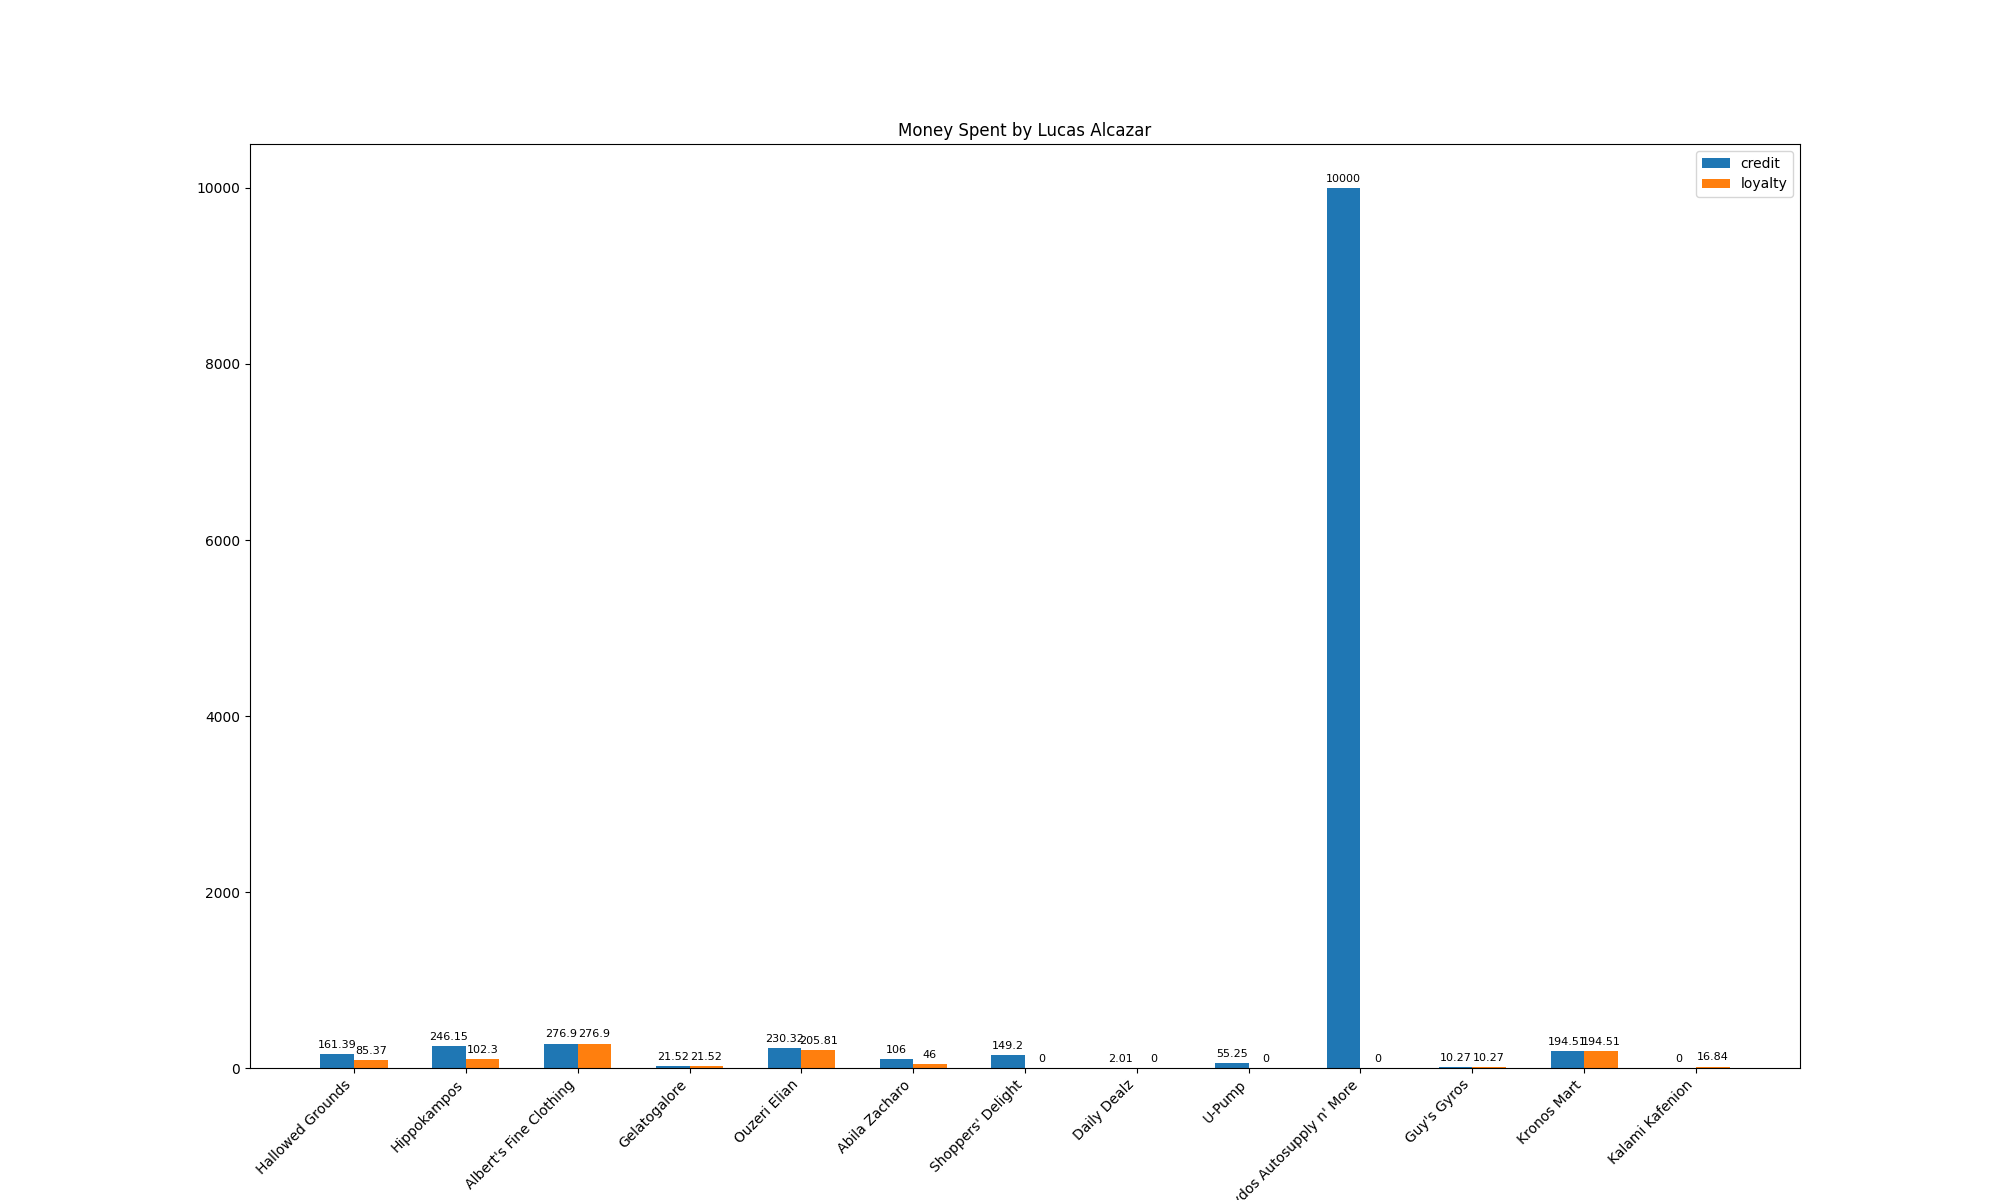 Money Spent by Lucas Alcazar
credit
loyalty
10000
8000
6000
4000
2000
0
161.39 85.37
246.15 102.3
276.9 276.9
21.52 21.52
230.32 205.81
106 46
149.2 0
2.01 0
55.25 0
10000 0
10.27 10.27
194.51 194.51
0 16.84
Hallowed Grounds
Hippokampos
Albert's Fine Clothing
Gelatogalore
Ouzeri Elian
Abila Zacharo
Shoppers' Delight
Daily Dealz
U-Pump
Autosupply n' More
Guy's Gyros
Kronos Mart
Kalami Kafenion